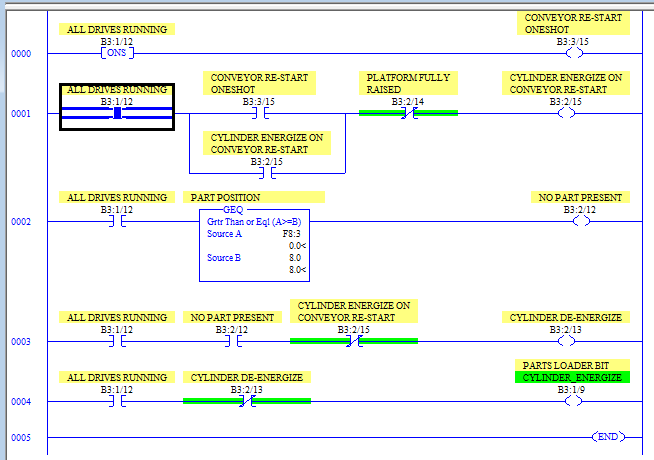 CONVEYOR RE-START
ONESHOT
ALL DRIVES RUNNING
B3:1/12
B3:3/15
0000
ONS
ALL DRIVES RUNNING
B3:1/12
CONVEYOR RE-START
ONESHOT
B3:3/15
PLATFORM FULLY
RAISED
B3:2/14
CYLINDER ENERGIZE ON
CONVEYOR RE-START
B3:2/15
0001
CYLINDER ENERGIZE ON
CONVEYOR RE-START
B3:2/15
ALL DRIVES RUNNING
B3:1/12
PART POSITION
NO PART PRESENT
B3:2/12
0002
GEQ
Grtr Than or Eql (A>=B)
Source A F8:3
0.0<
Source B 8.0
8.0<
ALL DRIVES RUNNING
B3:1/12
NO PART PRESENT
B3:2/12
CYLINDER ENERGIZE ON
CONVEYOR RE-START
B3:2/15
CYLINDER DE-ENERGIZE
B3:2/13
0003
ALL DRIVES RUNNING
B3:1/12
CYLINDER DE-ENERGIZE
B3:2/13
PARTS LOADER BIT
CYLINDER_ENERGIZE
B3:1/9
0004
0005
END